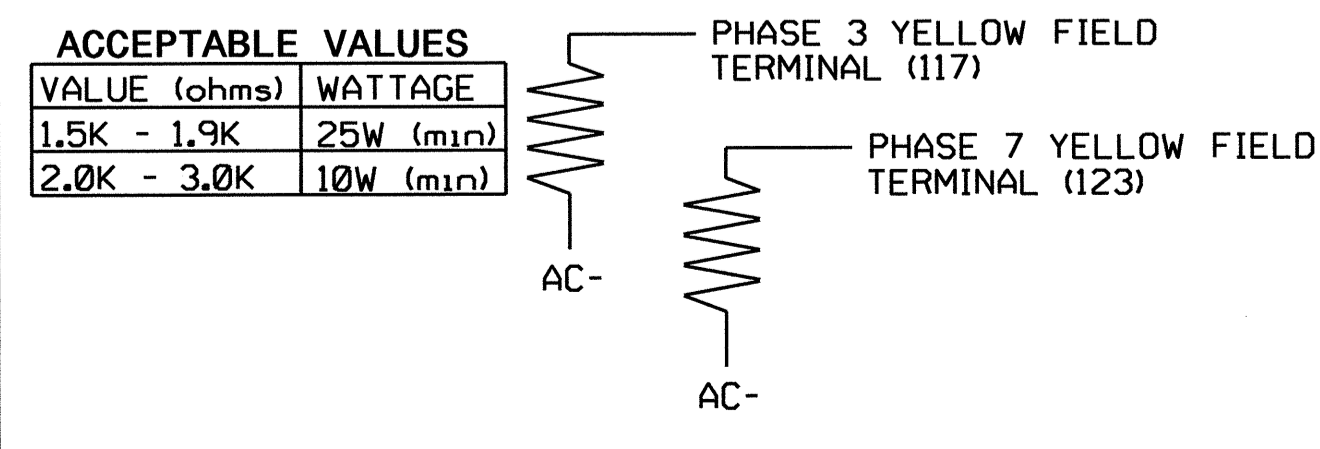 ACCEPTABLE VALUES
VALUE (ohms) WATTAGE
1.5K - 1.9K 25W (min)
2.0K - 3.0K 10W (min)
PHASE 3 YELLOW FIELD
TERMINAL (117)
PHASE 7 YELLOW FIELD
TERMINAL (123)
AC-
AC-